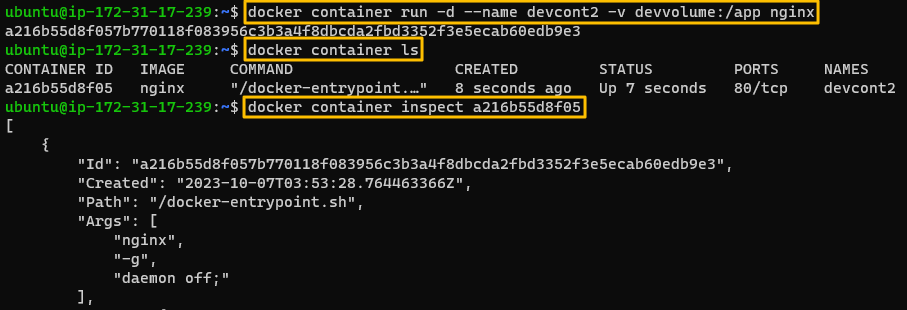 ubuntu@ip-172-31-17-239:~$ docker container run -d --name devcont2 -v devvolume:/app nginx
a216b55d8f057b770118f083956c3b3a4f8dbcda2fbd3352f3e5ecab60edb9e3
ubuntu@ip-172-31-17-239:~$ docker container ls
CONTAINER ID   IMAGE     COMMAND                  CREATED         STATUS         PORTS     NAMES
a216b55d8f05   nginx     "/docker-entrypoint.…"   8 seconds ago   Up 7 seconds   80/tcp    devcont2
ubuntu@ip-172-31-17-239:~$ docker container inspect a216b55d8f05
[
    {
        "Id": "a216b55d8f057b770118f083956c3b3a4f8dbcda2fbd3352f3e5ecab60edb9e3",
        "Created": "2023-10-07T03:53:28.764463366Z",
        "Path": "/docker-entrypoint.sh",
        "Args": [
            "nginx",
            "-g",
            "daemon off;"
        ],